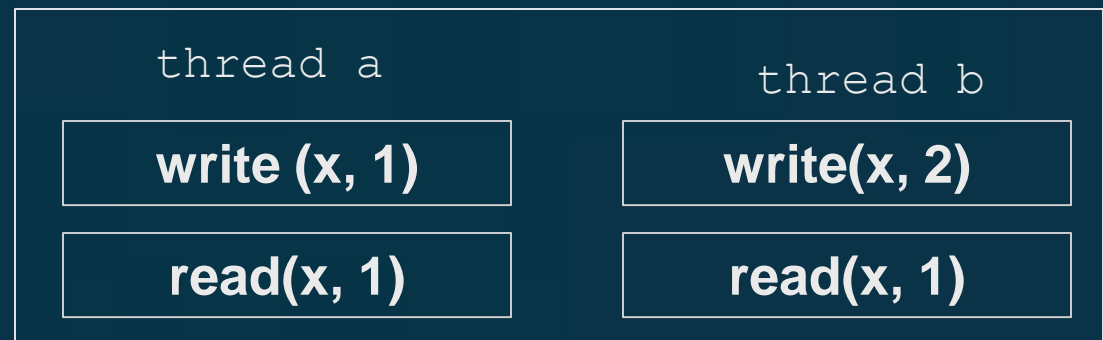 thread a
thread b
write (x, 1)
write(x, 2)
read(x, 1)
read(x, 1)